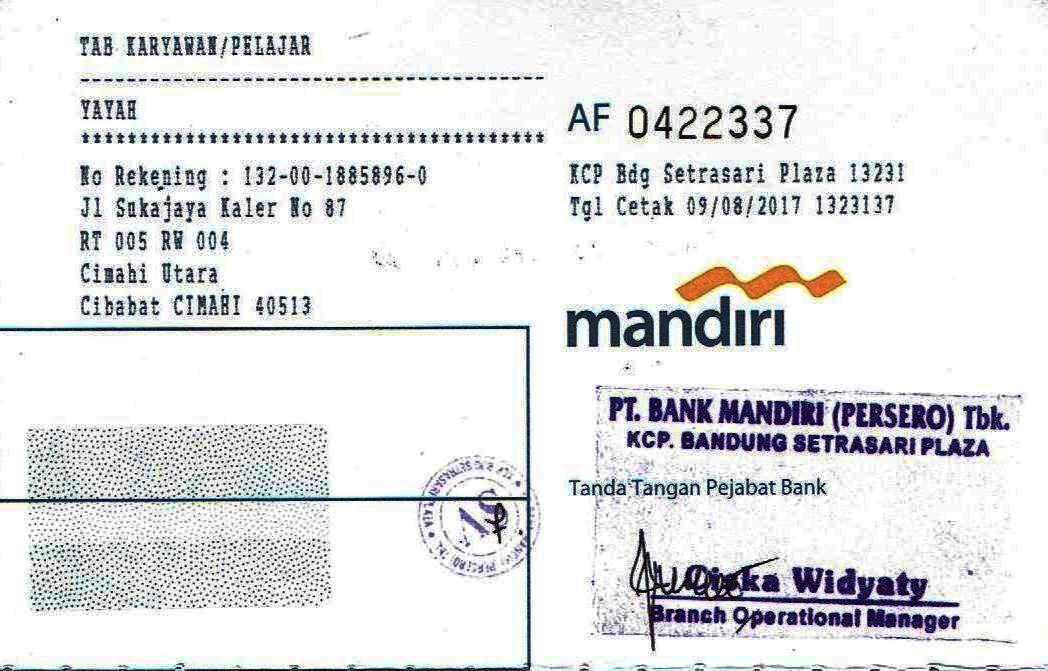 TAB KARYAWAN/PELAJAR
----------------------------------------
YAYAH
****************************************
No Rekening : 132-00-1885896-0
Jl Sukajaya Kaler No 87
RT 005 RW 004
Cimahi Utara
Cibabat CIMAHI 40513
AF 0422337
KCP Bdg Setrasari Plaza 13231
Tgl Cetak 09/08/2017 1323137
mandiri
PT. BANK MANDIRI (PERSERO) Tbk.
KCP. BANDUNG SETRASARI PLAZA
Tanda Tangan Pejabat Bank
Widyaty
Branch Operational Manager